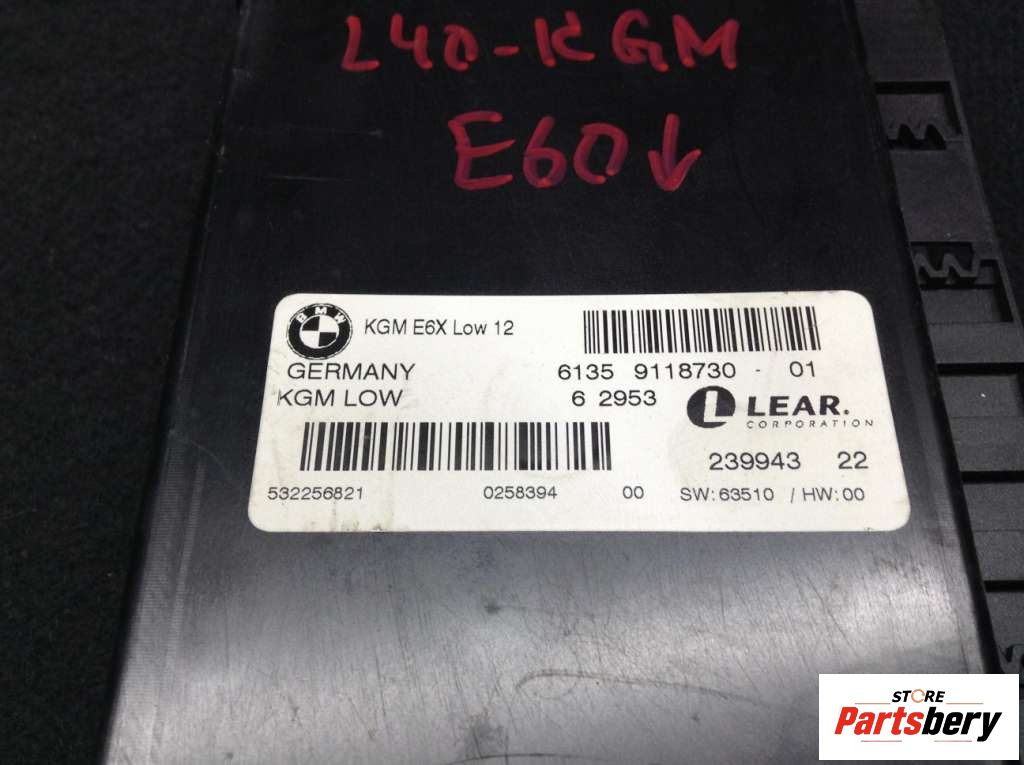 L40-KGM
E60↓
BMW
KGM E6X Low 12
GERMANY 6135 9118730 - 01
KGM LOW 6 2953
L LEAR.
CORPORATION
239943 22
532256821 0258394 00 SW:63510 / HW:00
STORE
Partsbery